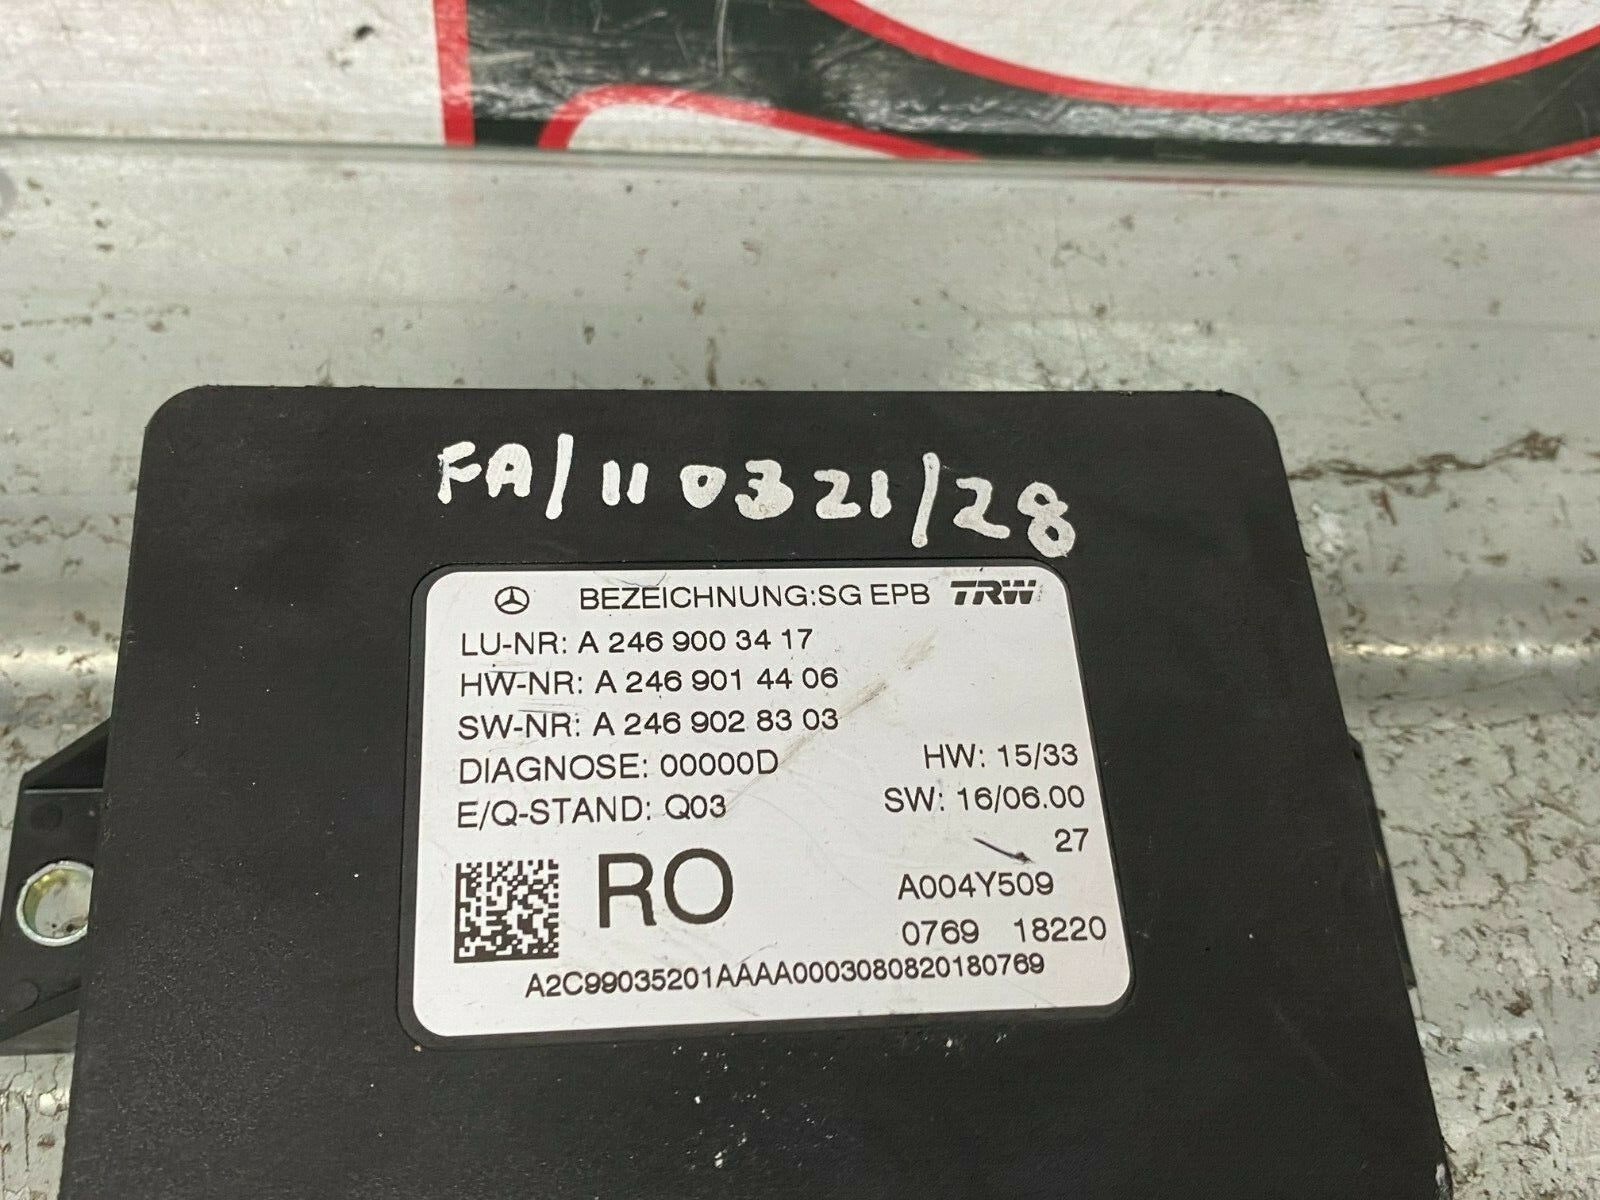 FA/110321/28
BEZEICHNUNG:SG EPB TRW
LU-NR: A 246 900 34 17
HW-NR: A 246 901 44 06
SW-NR: A 246 902 83 03
DIAGNOSE: 00000D HW: 15/33
E/Q-STAND: Q03 SW: 16/06.00
27
RO A004Y509
0769 18220
A2C99035201AAAA0003080820180769